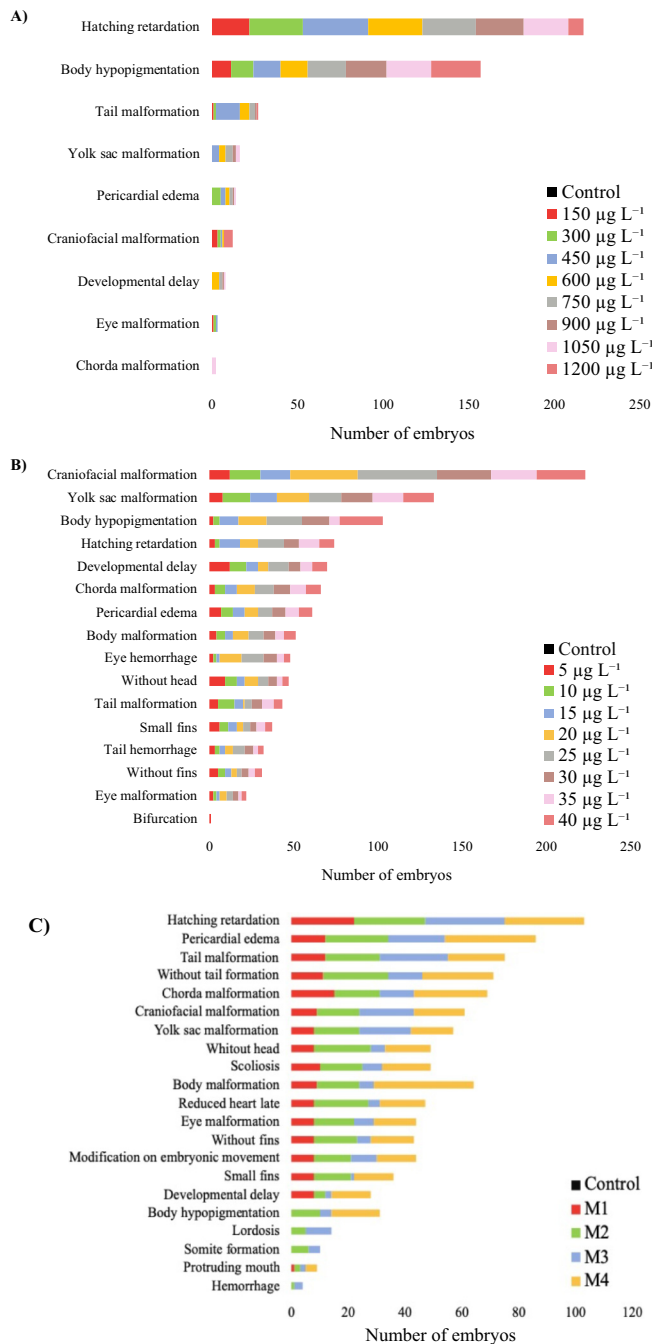 A)
Hatching retardation
Body hypopigmentation
Tail malformation
Yolk sac malformation
Pericardial edema
Craniofacial malformation
Developmental delay
Eye malformation
Chorda malformation
Control
150 µg L⁻¹
300 µg L⁻¹
450 µg L⁻¹
600 µg L⁻¹
750 µg L⁻¹
900 µg L⁻¹
1050 µg L⁻¹
1200 µg L⁻¹
0 50 100 150 200 250
Number of embryos
B)
Craniofacial malformation
Yolk sac malformation
Body hypopigmentation
Hatching retardation
Developmental delay
Chorda malformation
Pericardial edema
Body malformation
Eye hemorrhage
Without head
Tail malformation
Small fins
Tail hemorrhage
Without fins
Eye malformation
Bifurcation
Control
5 µg L⁻¹
10 µg L⁻¹
15 µg L⁻¹
20 µg L⁻¹
25 µg L⁻¹
30 µg L⁻¹
35 µg L⁻¹
40 µg L⁻¹
0 50 100 150 200 250
Number of embryos
C)
Hatching retardation
Pericardial edema
Tail malformation
Without tail formation
Chorda malformation
Craniofacial malformation
Yolk sac malformation
Whitout head
Scoliosis
Body malformation
Reduced heart late
Eye malformation
Without fins
Modification on embryonic movement
Small fins
Developmental delay
Body hypopigmentation
Lordosis
Somite formation
Protruding mouth
Hemorrhage
Control
M1
M2
M3
M4
0 20 40 60 80 100 120
Number of embryos